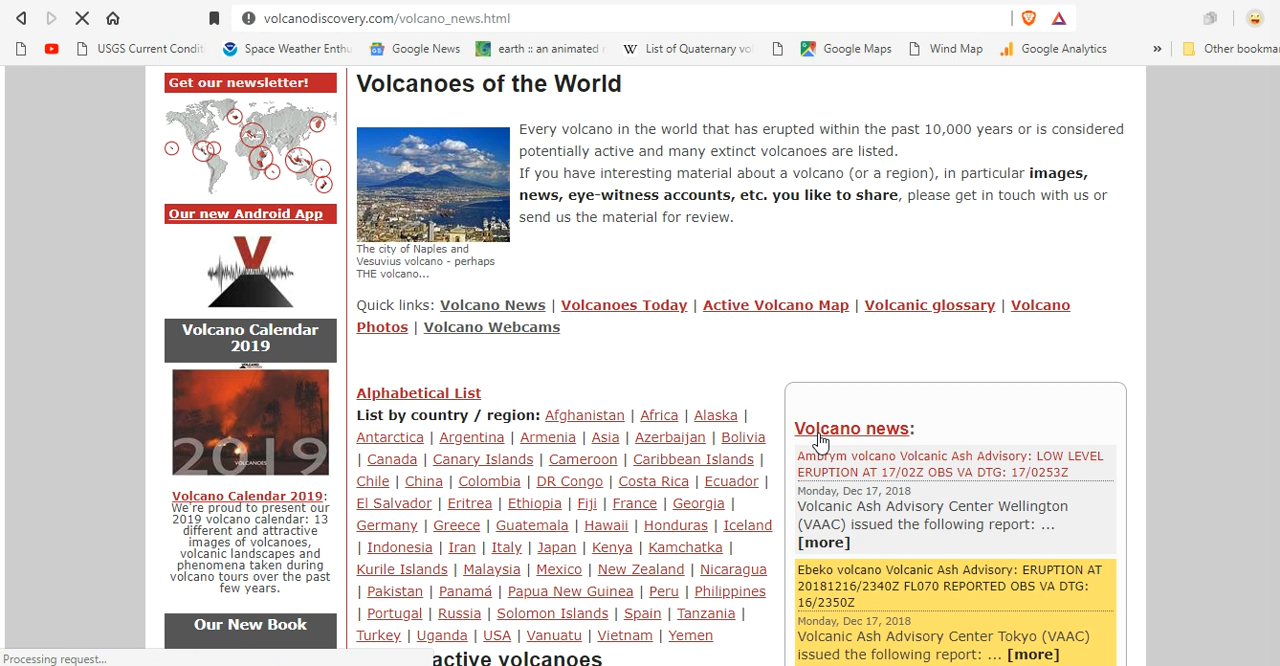 volcanodiscovery.com/volcano_news.html
USGS Current Condit
Space Weather Enthu
Google News
earth :: an animated
List of Quaternary vo
Google Maps
Wind Map
Google Analytics
»
Other bookma
Get our newsletter!
Our new Android App
Volcano Calendar
2019
2019
VOLCANOES
Volcano Calendar 2019:
We're proud to present our
2019 volcano calendar: 13
different and attractive
images of volcanoes,
volcanic landscapes and
phenomena taken during
volcano tours over the past
few years.
Our New Book
Volcanoes of the World
Every volcano in the world that has erupted within the past 10,000 years or is considered
potentially active and many extinct volcanoes are listed.
If you have interesting material about a volcano (or a region), in particular images,
news, eye-witness accounts, etc. you like to share, please get in touch with us or
send us the material for review.
The city of Naples and
Vesuvius volcano - perhaps
THE volcano...
Quick links: Volcano News | Volcanoes Today | Active Volcano Map | Volcanic glossary | Volcano
Photos | Volcano Webcams
Alphabetical List
List by country / region: Afghanistan | Africa | Alaska |
Antarctica | Argentina | Armenia | Asia | Azerbaijan | Bolivia
| Canada | Canary Islands | Cameroon | Caribbean Islands |
Chile | China | Colombia | DR Congo | Costa Rica | Ecuador |
El Salvador | Eritrea | Ethiopia | Fiji | France | Georgia |
Germany | Greece | Guatemala | Hawaii | Honduras | Iceland
| Indonesia | Iran | Italy | Japan | Kenya | Kamchatka |
Kurile Islands | Malaysia | Mexico | New Zealand | Nicaragua
| Pakistan | Panamá | Papua New Guinea | Peru | Philippines
| Portugal | Russia | Solomon Islands | Spain | Tanzania |
Turkey | Uganda | USA | Vanuatu | Vietnam | Yemen
active volcanoes
Volcano news:
Ambrym volcano Volcanic Ash Advisory: LOW LEVEL
ERUPTION AT 17/02Z OBS VA DTG: 17/0253Z
Monday, Dec 17, 2018
Volcanic Ash Advisory Center Wellington
(VAAC) issued the following report: ...
[more]
Ebeko volcano Volcanic Ash Advisory: ERUPTION AT
20181216/2340Z FL070 REPORTED OBS VA DTG:
16/2350Z
Monday, Dec 17, 2018
Volcanic Ash Advisory Center Tokyo (VAAC)
issued the following report: ... [more]
Processing request...